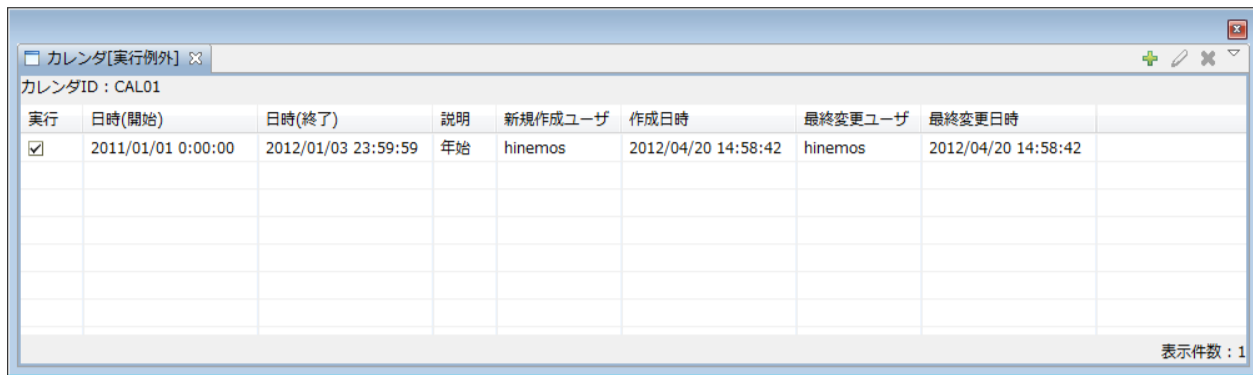 カレンダ[実行例外]
カレンダID：CAL01
実行 日時(開始) 日時(終了) 説明 新規作成ユーザ 作成日時 最終変更ユーザ 最終変更日時
2011/01/01 0:00:00 2012/01/03 23:59:59 年始 hinemos 2012/04/20 14:58:42 hinemos 2012/04/20 14:58:42
表示件数：1